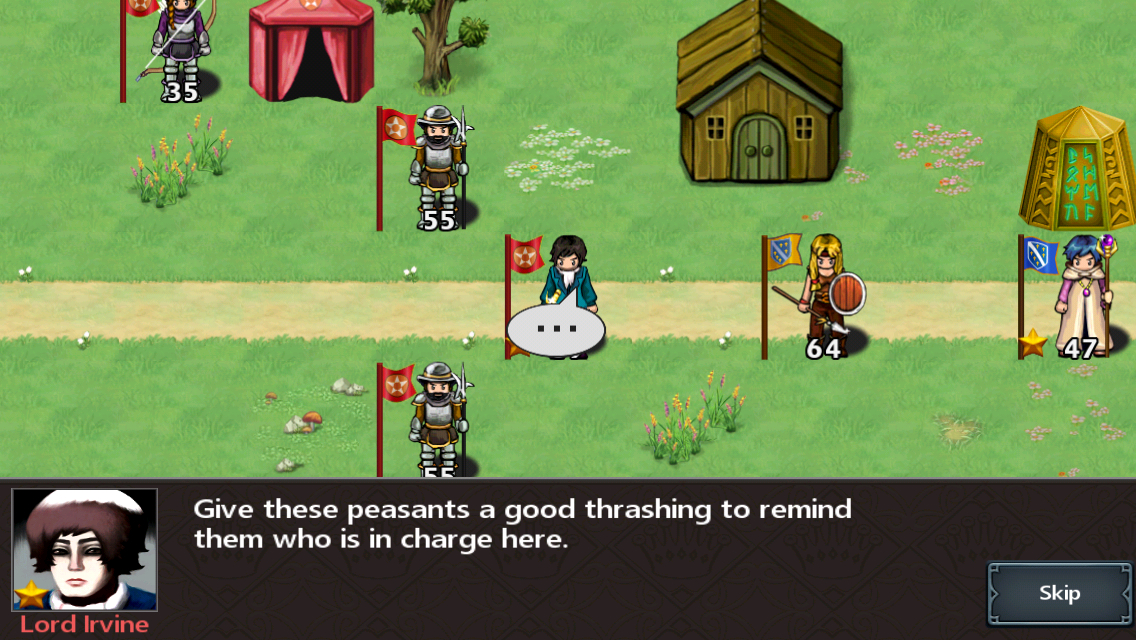 35
55
...
64
47
55
Give these peasants a good thrashing to remind
them who is in charge here.
Skip
Lord Irvine